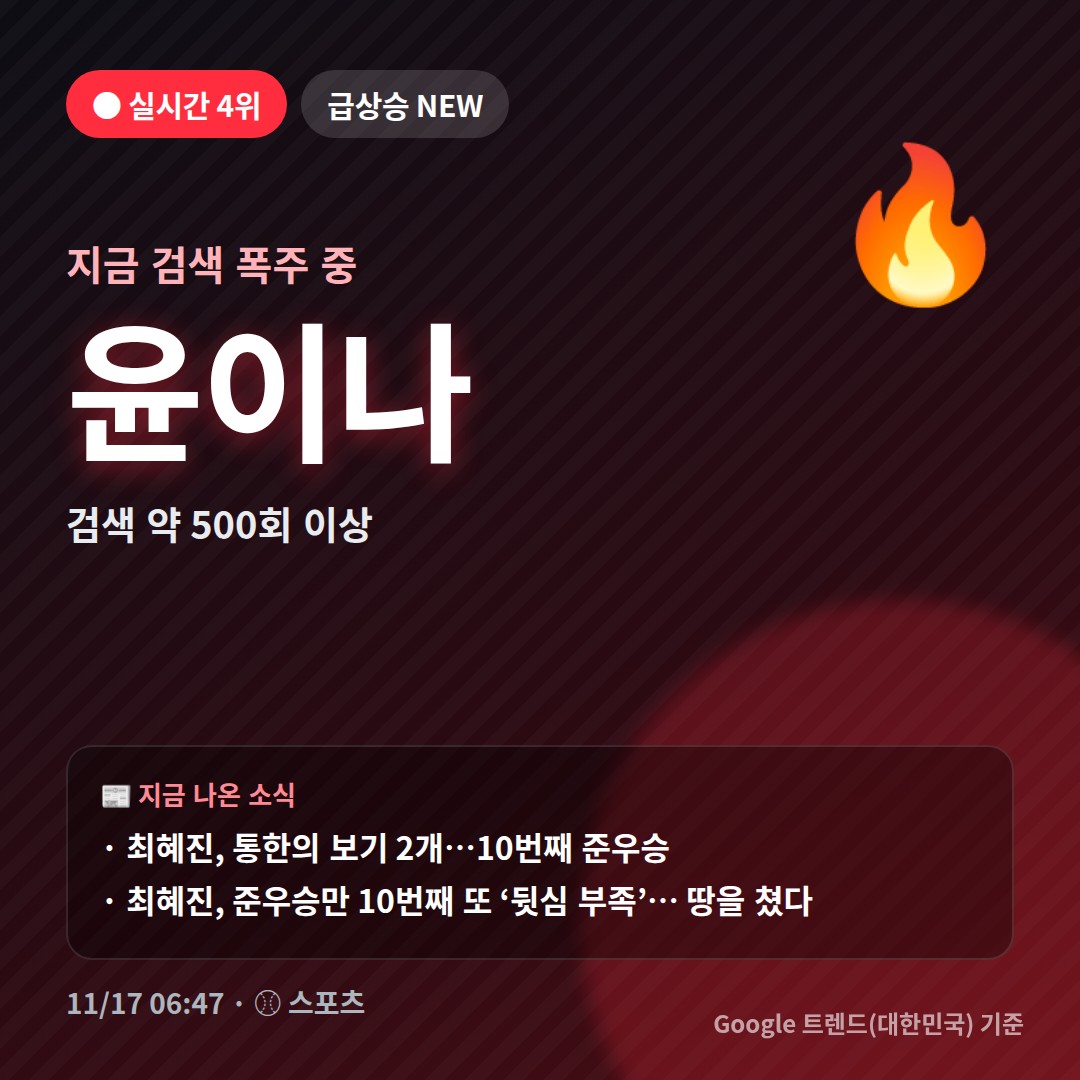 실시간 4위 급상승 NEW
지금 검색 폭주 중
윤이나
검색 약 500회 이상
지금 나온 소식
· 최혜진, 통한의 보기 2개…10번째 준우승
· 최혜진, 준우승만 10번째 또 ‘뒷심 부족’… 땅을 쳤다
11/17 06:47 · ⚾ 스포츠
Google 트렌드(대한민국) 기준